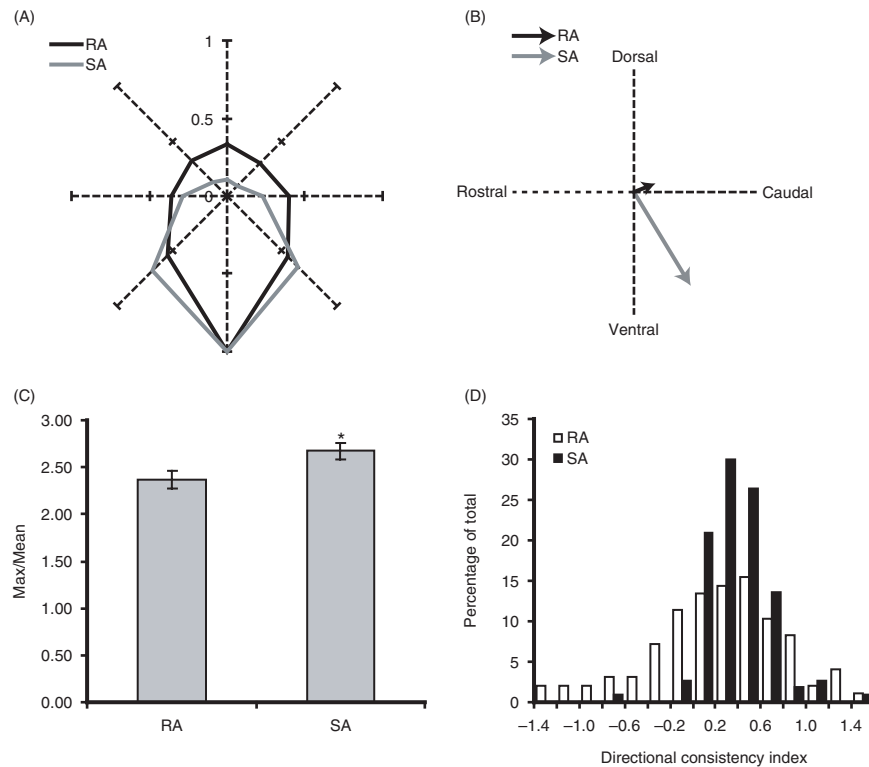 (A)
RA
SA
1
0.5
0
(B)
RA
SA
Dorsal
Rostral
Caudal
Ventral
(C)
3.00
2.50
2.00
1.50
1.00
0.50
0.00
Max/Mean
*
RA
SA
(D)
35
30
25
20
15
10
5
0
Percentage of total
RA
SA
–1.4 –1.0 –0.6 –0.2 0.2 0.6 1.0 1.4
Directional consistency index